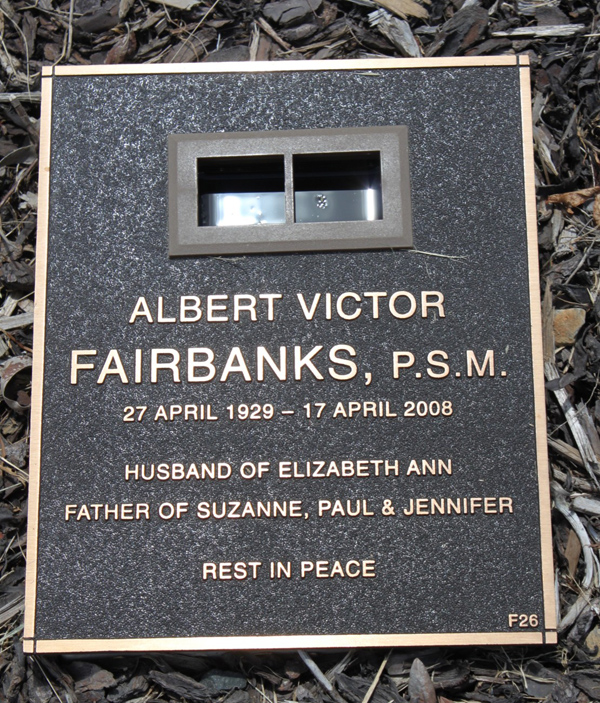 ALBERT VICTOR
FAIRBANKS, P.S.M.
27 APRIL 1929 – 17 APRIL 2008
HUSBAND OF ELIZABETH ANN
FATHER OF SUZANNE, PAUL & JENNIFER
REST IN PEACE
F26